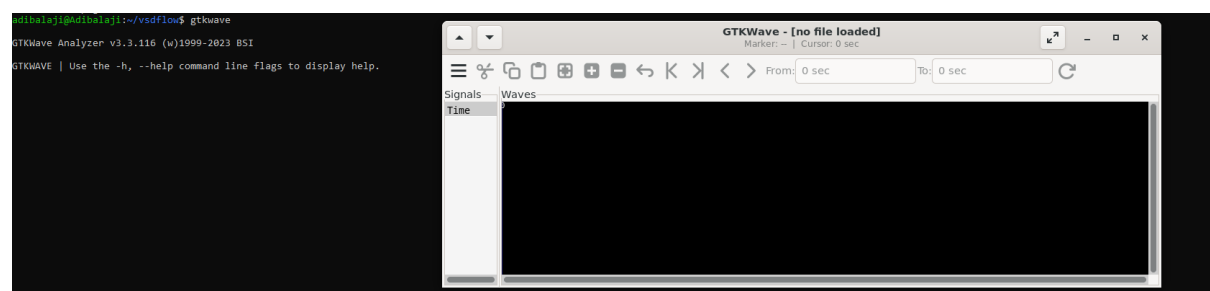 adibalaji@Adibalaji:~/vsdflow$ gtkwave
GTKWave Analyzer v3.3.116 (w)1999-2023 BSI
GTKWAVE | Use the -h, --help command line flags to display help.
GTKWave - [no file loaded]
Marker: -- | Cursor: 0 sec
From: 0 sec To: 0 sec
Signals Waves
Time 0